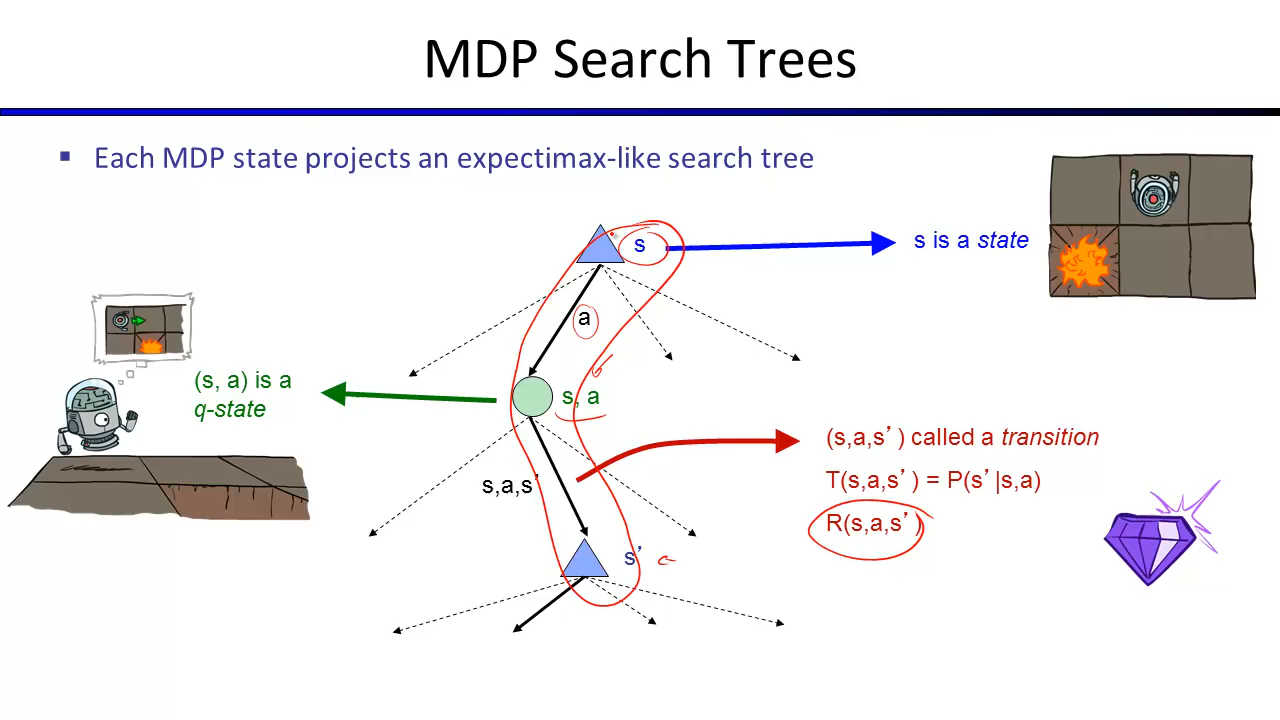 MDP Search Trees
Each MDP state projects an expectimax-like search tree
s
s is a state
a
(s, a) is a
q-state
s, a
(s,a,s’) called a transition
s,a,s’
T(s,a,s’) = P(s’|s,a)
R(s,a,s’)
s’